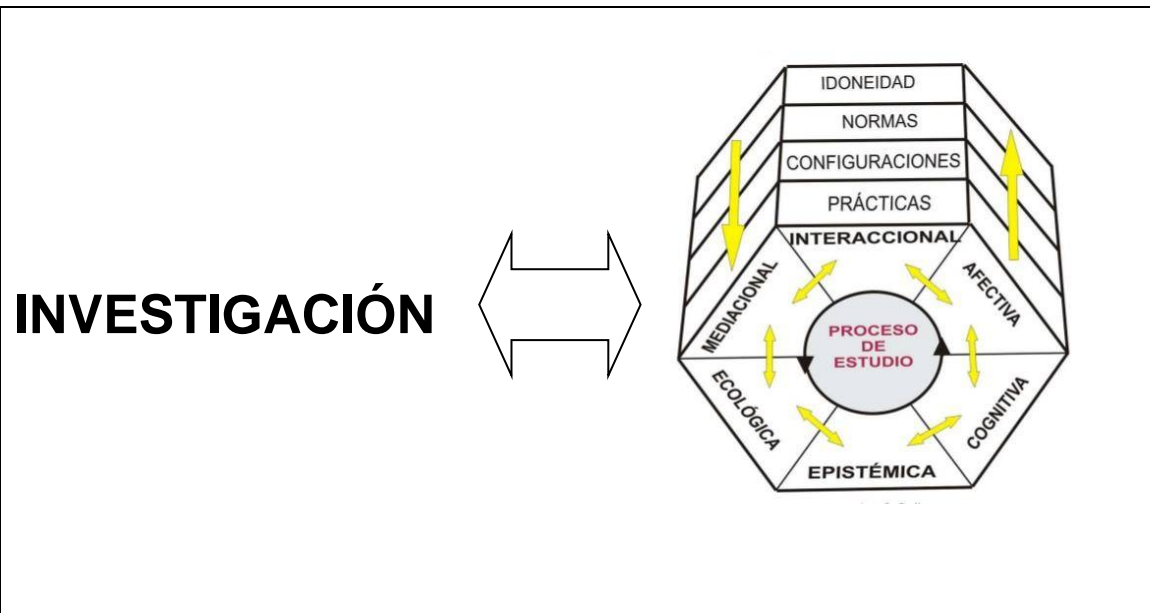 IDONEIDAD
NORMAS
CONFIGURACIONES
PRÁCTICAS
INTERACCIONAL
MEDIACIONAL
AFECTIVA
INVESTIGACIÓN
PROCESO
DE
ESTUDIO
ECOLÓGICA
COGNITIVA
EPISTÉMICA